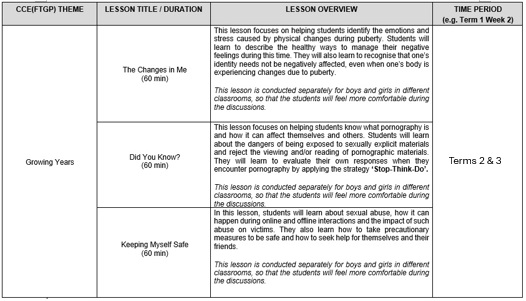 CCE(FTGP) THEME
LESSON TITLE / DURATION
LESSON OVERVIEW
TIME PERIOD
(e.g. Term 1 Week 2)
Growing Years
The Changes in Me
(60 min)
This lesson focuses on helping students identify the emotions and
stress caused by physical changes during puberty. Students will
learn to describe the healthy ways to manage their negative
feelings during this time. They will also learn to recognise that one's
identity needs not be negatively affected, even when one's body is
experiencing changes due to puberty.
This lesson is conducted separately for boys and girls in different
classrooms, so that the students will feel more comfortable during
the discussions.
Did You Know?
(60 min)
This lesson focuses on helping students know what pornography is
and how it can affect themselves and others. Students will learn
about the dangers of being exposed to sexually explicit materials
and reject the viewing and/or reading of pornographic materials.
They will learn to evaluate their own responses when they
encounter pornography by applying the strategy 'Stop-Think-Do'.
This lesson is conducted separately for boys and girls in different
classrooms, so that the students will feel more comfortable during
the discussions.
Keeping Myself Safe
(60 min)
In this lesson, students will learn about sexual abuse, how it can
happen during online and offline interactions and the impact of such
abuse on victims. They will also learn how to take precautionary
measures to be safe and how to seek help for themselves and their
friends.
This lesson is conducted separately for boys and girls in different
classrooms, so that the students will feel more comfortable during
the discussions.
Terms 2 & 3